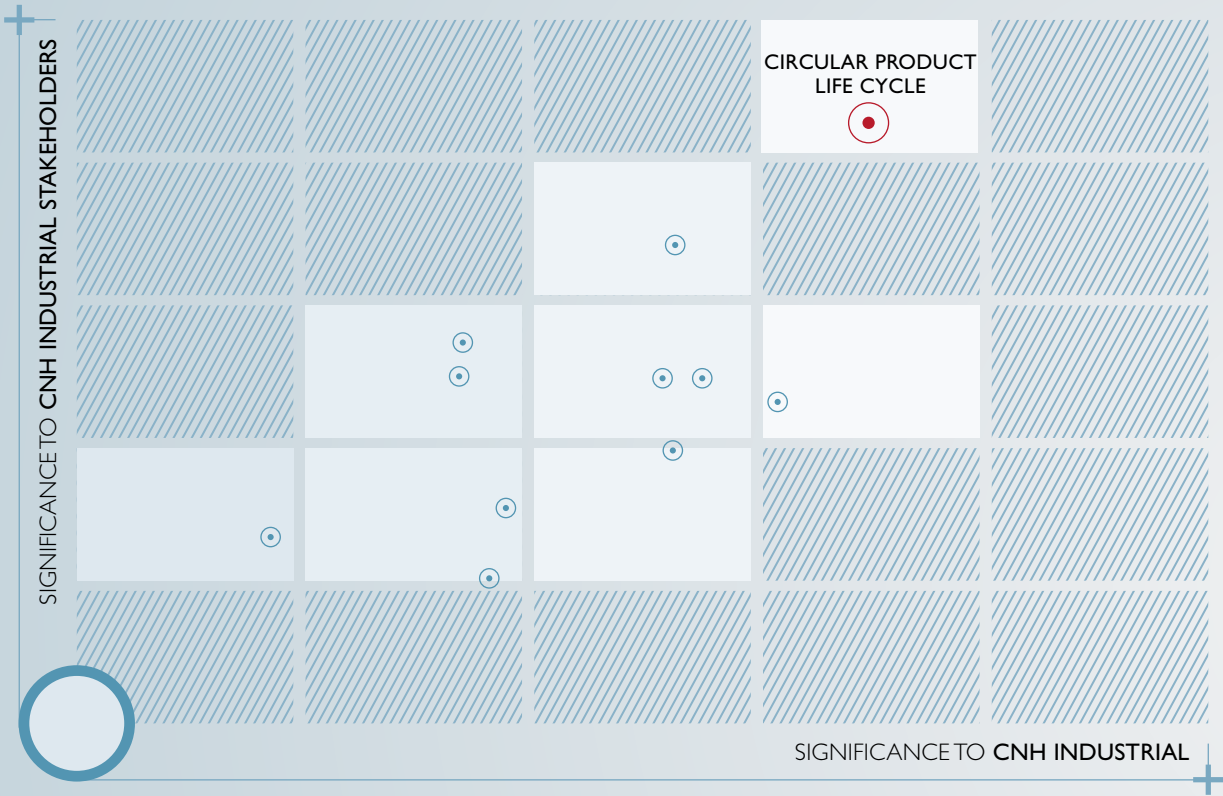 SIGNIFICANCE TO CNH INDUSTRIAL STAKEHOLDERS
CIRCULAR PRODUCT
LIFE CYCLE
SIGNIFICANCE TO CNH INDUSTRIAL